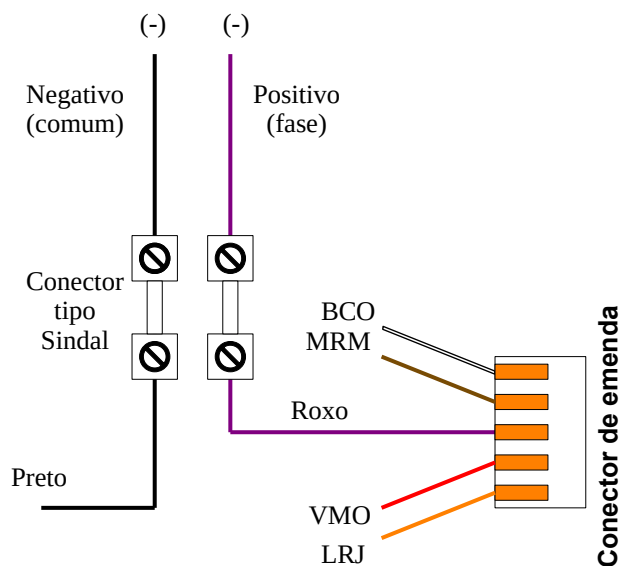 (-)
(-)
Negativo
(comum)
Positivo
(fase)
Conector
tipo
Sindal
BCO
MRM
Roxo
Preto
VMO
LRJ
Conector de emenda